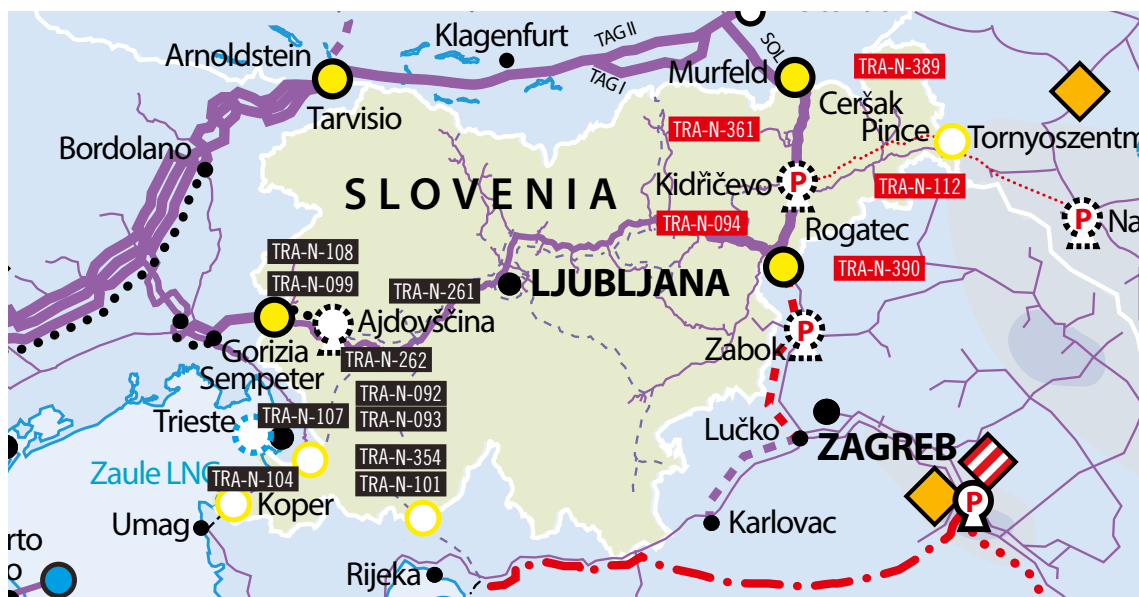 Klagenfurt
TAG II
SOL
Arnoldstein
TAG I
Murfeld
TRA-N-389
Tarvisio
Ceršak
Pince
Tornyoszentm
TRA-N-361
Bordolano
SLOVENIA
Kidričevo
P
TRA-N-112
P
Na
TRA-N-094
Rogatec
TRA-N-108
TRA-N-099
TRA-N-261
LJUBLJANA
TRA-N-390
Ajdovščina
P
Gorizia
Zabok
TRA-N-262
Sempeter
TRA-N-092
TRA-N-093
Trieste
TRA-N-107
Lučko
ZAGREB
TRA-N-354
Zaule LNG
TRA-N-104
TRA-N-101
Koper
P
Umag
Karlovac
rto
o
Rijeka